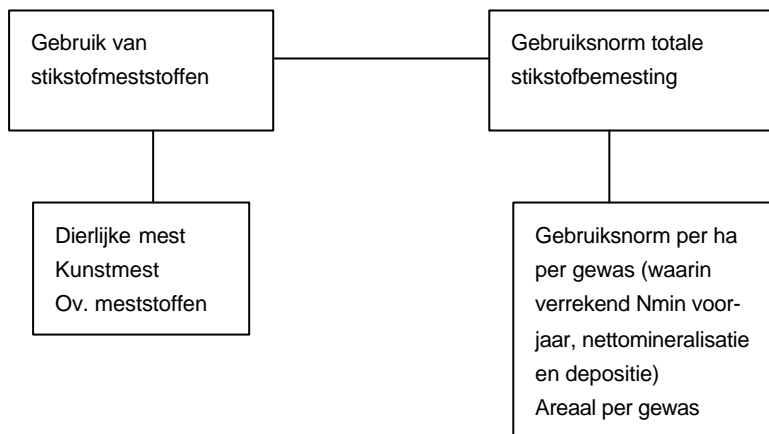 Gebruik van
stikstofmeststoffen
Gebruiksnorm totale
stikstofbemesting
Dierlijke mest
Kunstmest
Ov. meststoffen
Gebruiksnorm per ha
per gewas (waarin
verrekend Nmin voor-
jaar, nettomineralisatie
en depositie)
Areaal per gewas